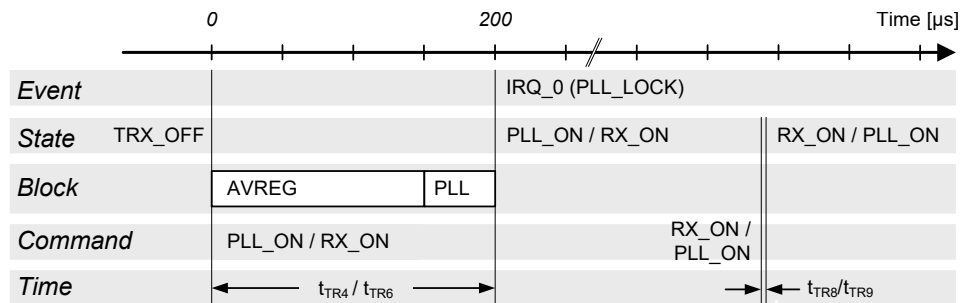 0 200 Time [µs]
Event IRQ_0 (PLL_LOCK)
State TRX_OFF PLL_ON / RX_ON RX_ON / PLL_ON
Block AVREG PLL
Command PLL_ON / RX_ON RX_ON /
PLL_ON
Time tTR4 / tTR6 tTR8/tTR9